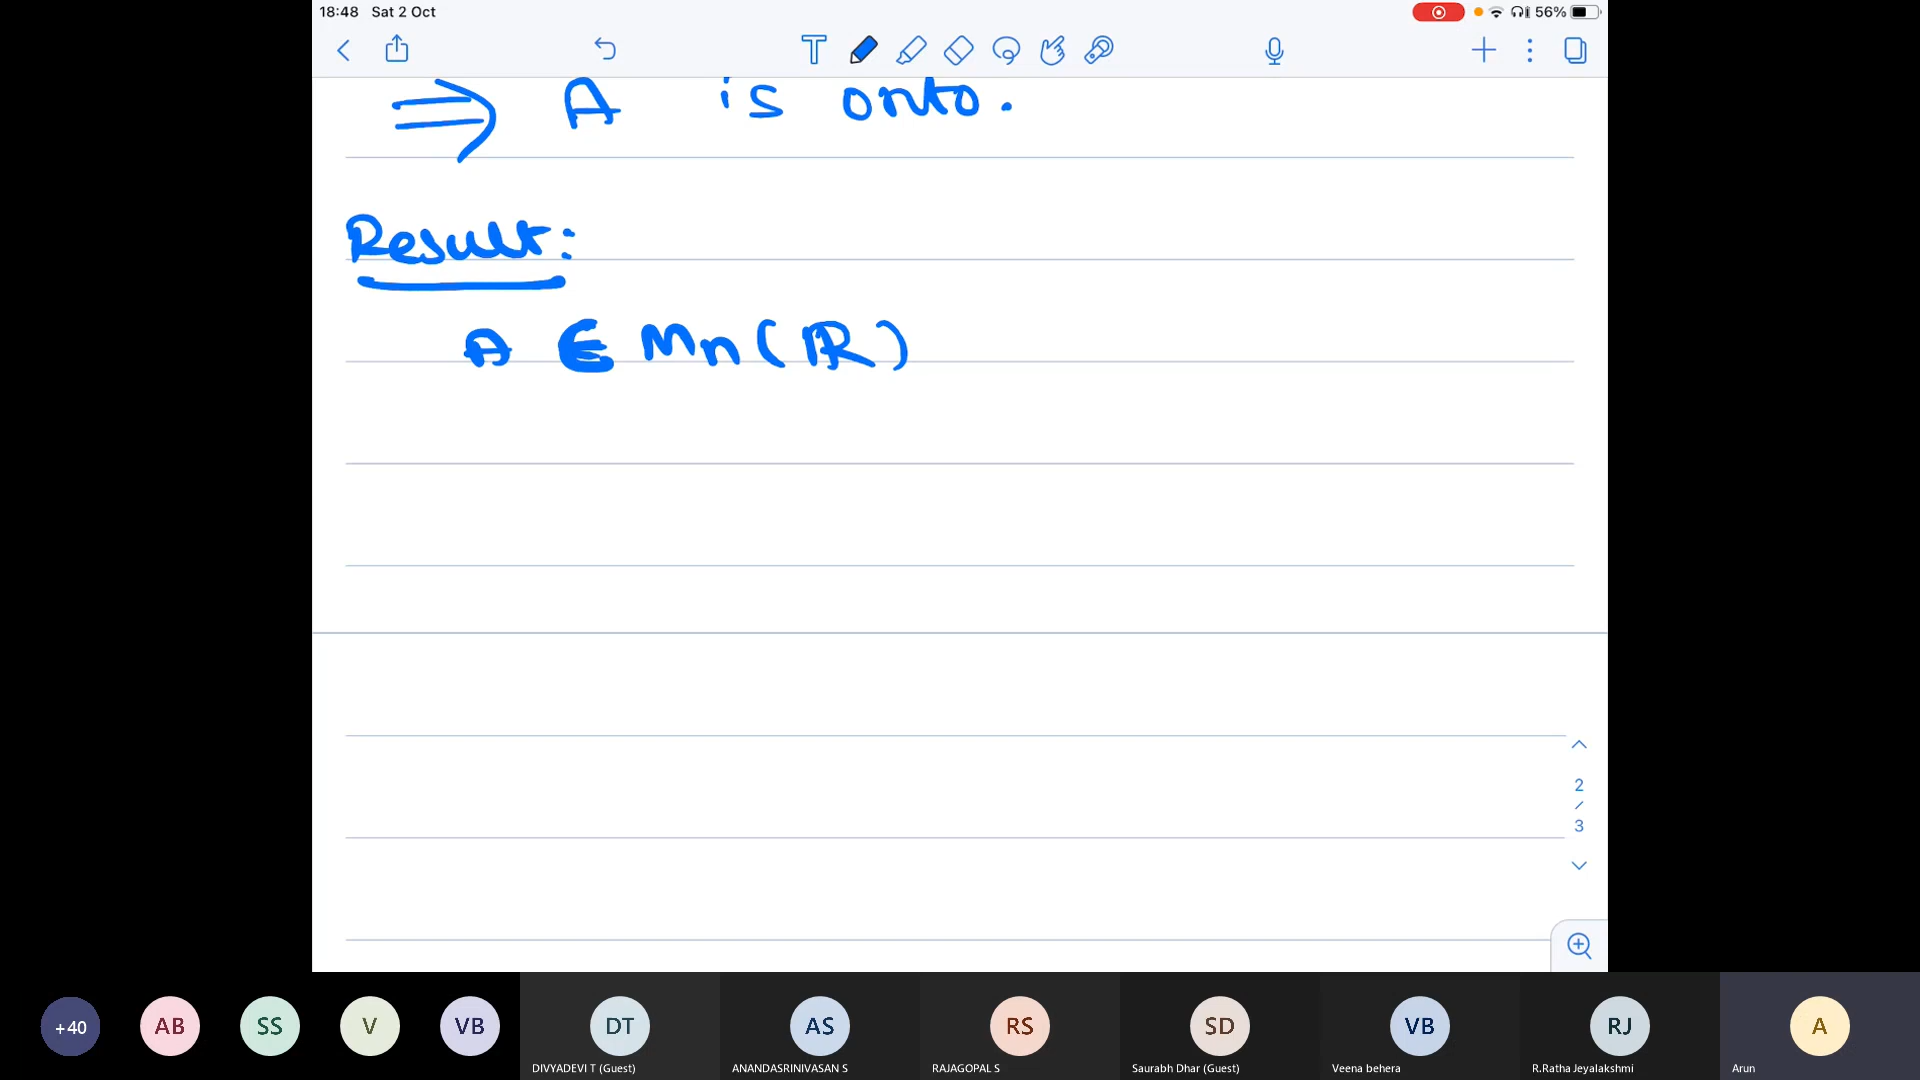 18:48 Sat 2 Oct 56%
⇒ A is onto.
Result:
A ∈ Mn(ℝ)
2
/
3
+40 AB SS V VB DT AS RS SD VB RJ A
DIVYADEVI T (Guest) ANANDASRINIVASAN S RAJAGOPAL S Saurabh Dhar (Guest) Veena behera R.Ratha Jeyalakshmi Arun